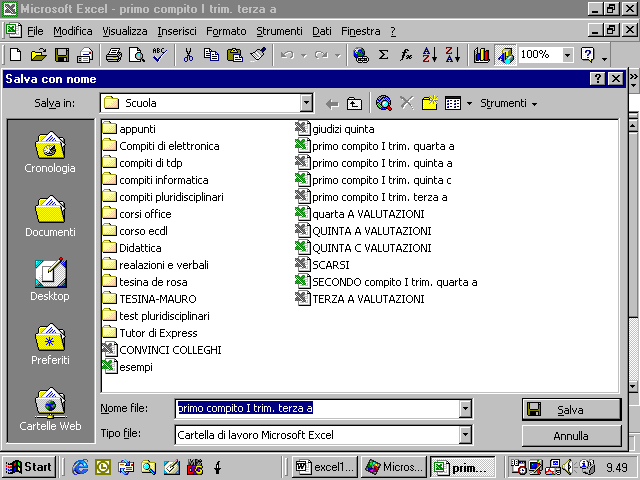 Microsoft Excel - primo compito I trim. terza a
File Modifica Visualizza Inserisci Formato Strumenti Dati Finestra ?
ABC Σ fx A Z Z A 100% ?
Salva con nome
Salva in: Scuola Strumenti
Cronologia
Documenti
Desktop
Preferiti
Cartelle Web
appunti
Compiti di elettronica
compiti di tdp
compiti informatica
compiti pluridisciplinari
corsi office
corso ecdl
Didattica
realazioni e verbali
tesina de rosa
TESINA-MAURO
test pluridisciplinari
Tutor di Express
CONVINCI COLLEGHI
esempi
giudizi quinta
primo compito I trim. quarta a
primo compito I trim. quinta a
primo compito I trim. quinta c
primo compito I trim. terza a
quarta A VALUTAZIONI
QUINTA A VALUTAZIONI
QUINTA C VALUTAZIONI
SCARSI
SECONDO compito I trim. quarta a
TERZA A VALUTAZIONI
Nome file: primo compito I trim. terza a Salva
Tipo file: Cartella di lavoro Microsoft Excel Annulla
Start excel1... Micros... prim... 9.49